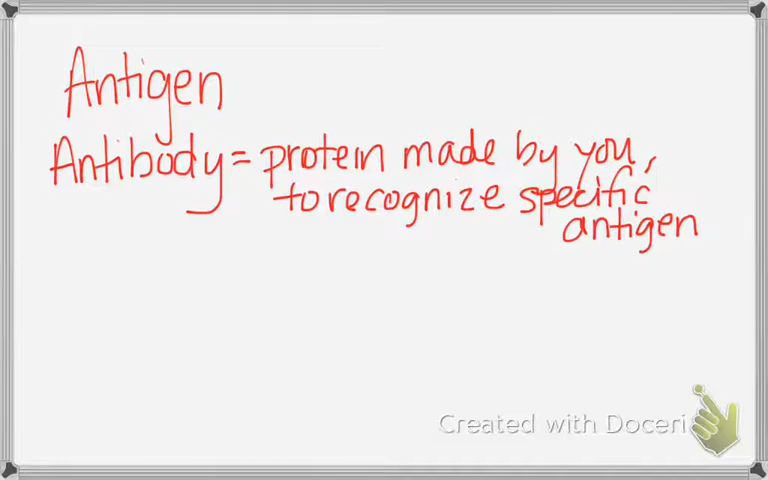 Antigen
Antibody = protein made by you,
to recognize specific
antigen
Created with Doceri